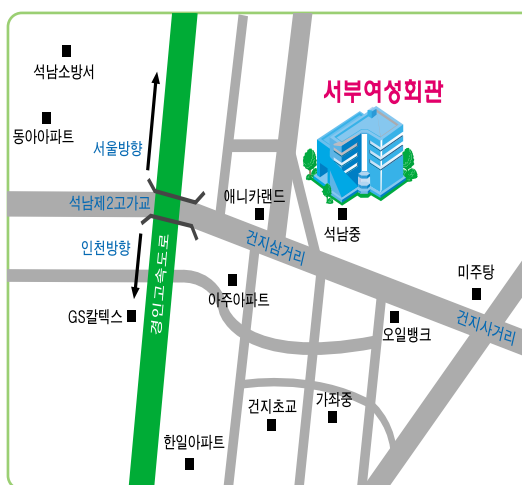 석남소방서
서부여성회관
동아아파트
서울방향
석남제2고가교
애니카랜드
석남중
인천방향
건지삼거리
경인고속도로
아주아파트
미주탕
GS칼텍스
오일뱅크
건지사거리
건지초교
가좌중
한일아파트